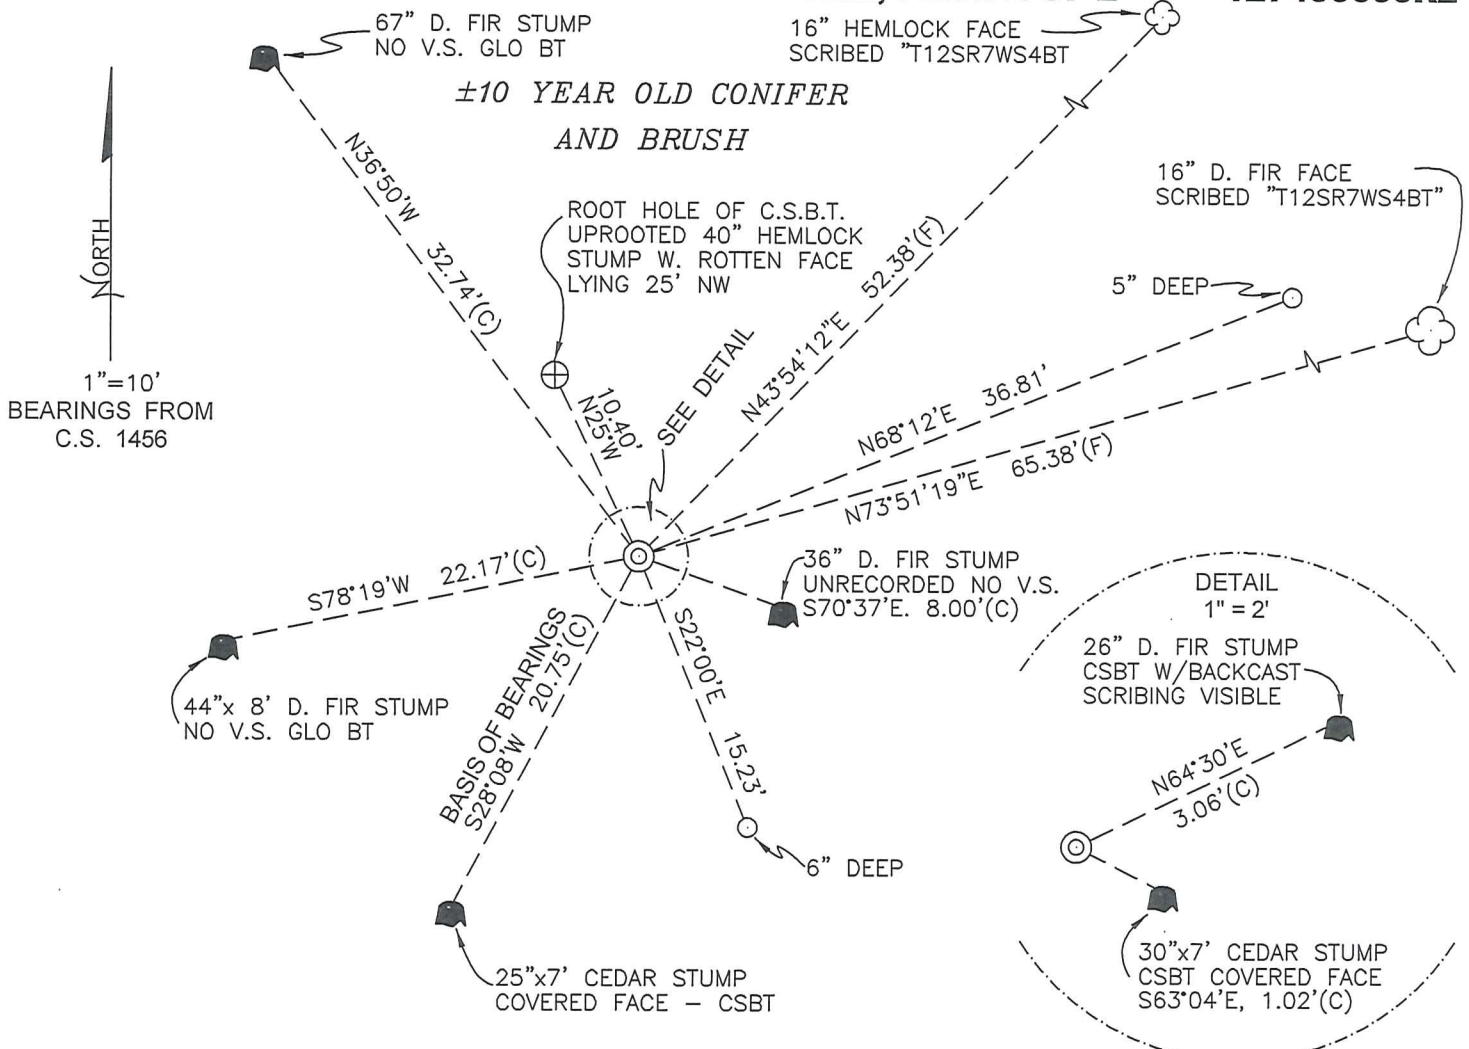 67" D. FIR STUMP
NO V.S. GLO BT
16" HEMLOCK FACE
SCRIBED "T12SR7WS4BT
±10 YEAR OLD CONIFER
AND BRUSH
16" D. FIR FACE
SCRIBED "T12SR7WS4BT"
ROOT HOLE OF C.S.B.T.
UPROOTED 40" HEMLOCK
STUMP W. ROTTEN FACE
LYING 25' NW
N36°50'W 32.74'(C)
52.38'(F)
N43°54'12"E
5" DEEP
NORTH
1"=10'
BEARINGS FROM
C.S. 1456
10.40'
N25°W
SEE DETAIL
N68°12'E 36.81'
N73°51'19"E 65.38'(F)
S78°19'W 22.17'(C)
36" D. FIR STUMP
UNRECORDED NO V.S.
S70°37'E. 8.00'(C)
DETAIL
1" = 2'
26" D. FIR STUMP
CSBT W/BACKCAST
SCRIBING VISIBLE
44"x 8' D. FIR STUMP
NO V.S. GLO BT
BASIS OF BEARINGS
S28°08'W 20.75'(C)
S22°00'E 15.23'
N64°30'E
3.06'(C)
6" DEEP
25"x7' CEDAR STUMP
COVERED FACE – CSBT
30"x7' CEDAR STUMP
CSBT COVERED FACE
S63°04'E, 1.02'(C)